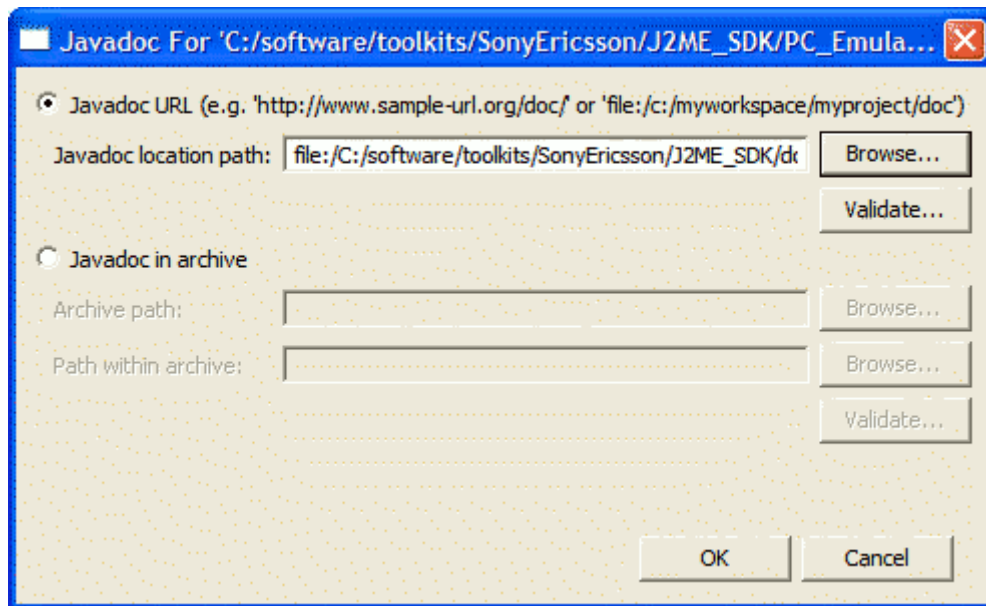 Javadoc For 'C:/software/toolkits/SonyEricsson/J2ME_SDK/PC_Emula...
Javadoc URL (e.g. 'http://www.sample-url.org/doc/' or 'file:/c:/myworkspace/myproject/doc')
Javadoc location path: file:/C:/software/toolkits/SonyEricsson/J2ME_SDK/dc Browse...
Validate...
Javadoc in archive
Archive path: Browse...
Path within archive: Browse...
Validate...
OK Cancel